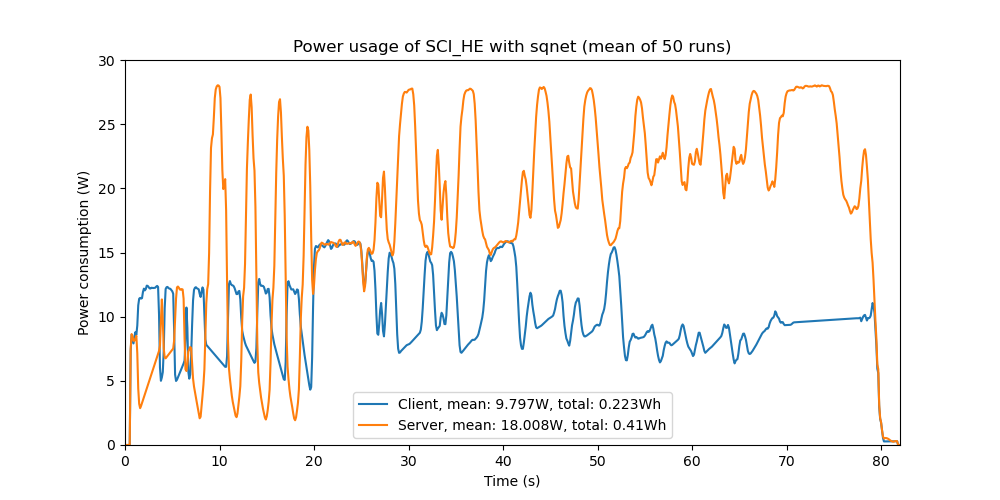 Power usage of SCI_HE with sqnet (mean of 50 runs)
30
25
20
15
10
5
0
Power consumption (W)
Client, mean: 9.797W, total: 0.223Wh
Server, mean: 18.008W, total: 0.41Wh
0 10 20 30 40 50 60 70 80
Time (s)